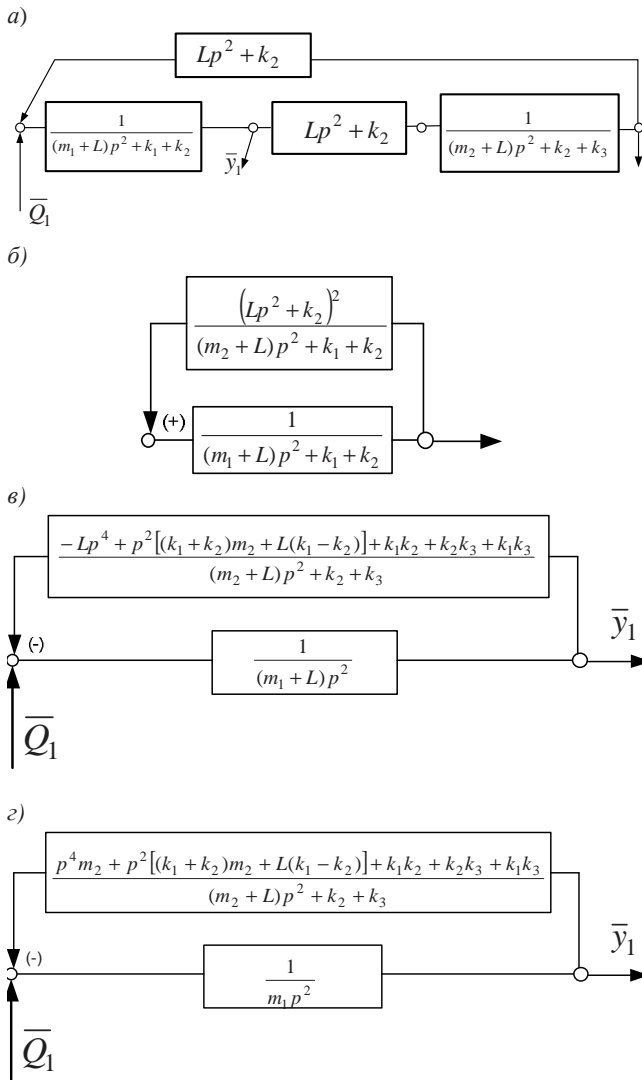 а)
Lp² + k₂
1 / ((m₁ + L)p² + k₁ + k₂)
Lp² + k₂
1 / ((m₂ + L)p² + k₂ + k₃)
ȳ₁
Q̄₁
б)
(Lp² + k₂)² / ((m₂ + L)p² + k₁ + k₂)
(+)
1 / ((m₁ + L)p² + k₁ + k₂)
в)
(−Lp⁴ + p²[(k₁ + k₂)m₂ + L(k₁ − k₂)] + k₁k₂ + k₂k₃ + k₁k₃) / ((m₂ + L)p² + k₂ + k₃)
(-)
ȳ₁
1 / ((m₁ + L)p²)
Q̄₁
г)
(p⁴m₂ + p²[(k₁ + k₂)m₂ + L(k₁ − k₂)] + k₁k₂ + k₂k₃ + k₁k₃) / ((m₂ + L)p² + k₂ + k₃)
(-)
ȳ₁
1 / (m₁p²)
Q̄₁